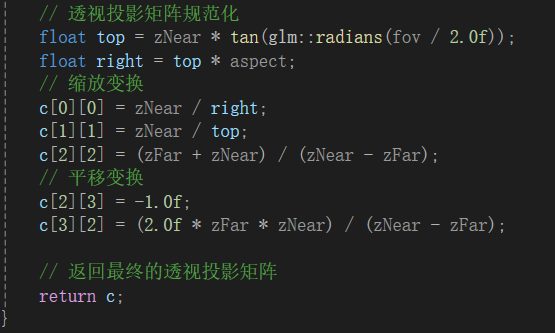 // 透视投影矩阵规范化
float top = zNear * tan(glm::radians(fov / 2.0f));
float right = top * aspect;
// 缩放变换
c[0][0] = zNear / right;
c[1][1] = zNear / top;
c[2][2] = (zFar + zNear) / (zNear - zFar);
// 平移变换
c[2][3] = -1.0f;
c[3][2] = (2.0f * zFar * zNear) / (zNear - zFar);
// 返回最终的透视投影矩阵
return c;
}